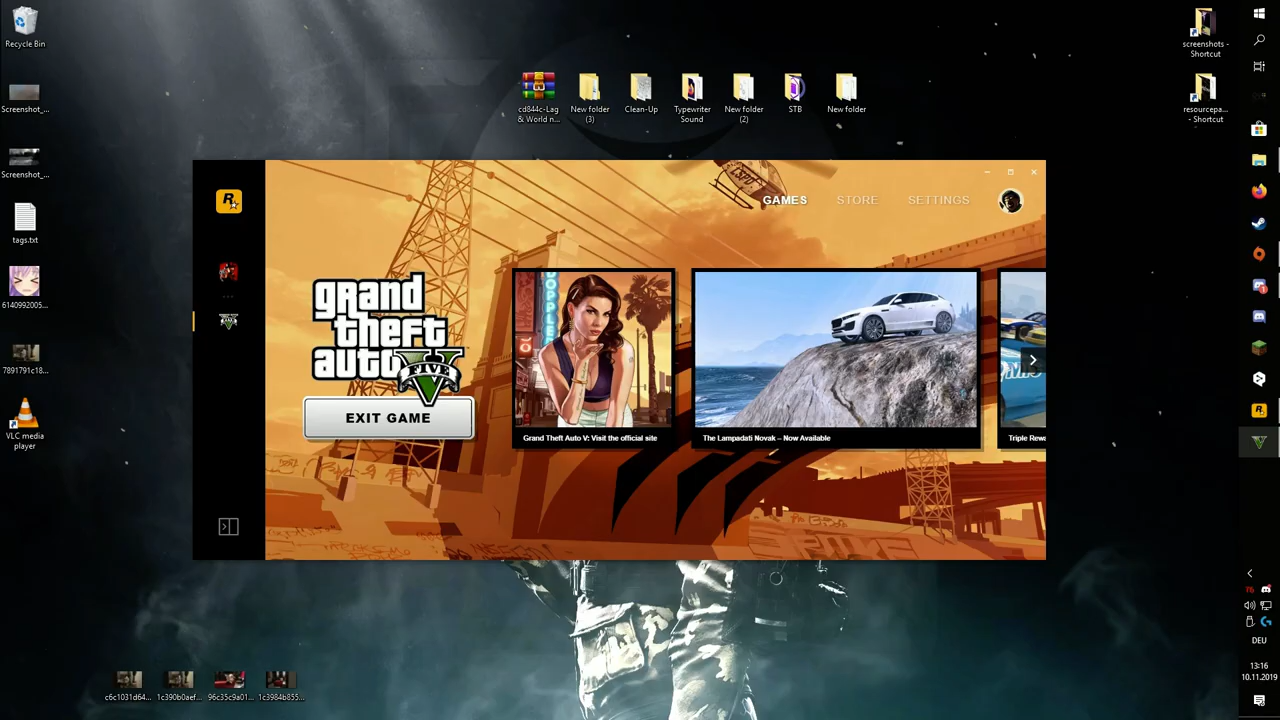 Recycle Bin
Screenshot_...
Screenshot_...
tags.txt
6140992005...
7891791c18...
VLC media
player
cd844c-Lag
& World n...
New folder
(3)
Clean-Up
Typewriter
Sound
New folder
(2)
STB
New folder
screenshots -
Shortcut
resourcepa...
- Shortcut
GAMES
STORE
SETTINGS
grand
theft
auto V
FIVE
EXIT GAME
Grand Theft Auto V: Visit the official site
The Lampadati Novak – Now Available
Triple Rewa
c6c1031d64...
1c390b0aef...
96c35c9a01...
1c3984b855...
DEU
13:16
10.11.2019